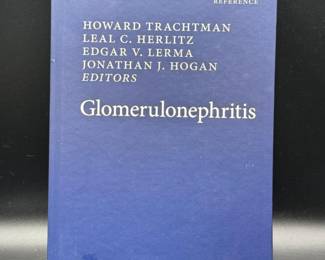 REFERENCE
HOWARD TRACHTMAN
LEAL C. HERLITZ
EDGAR V. LERMA
JONATHAN J. HOGAN
EDITORS
Glomerulonephritis